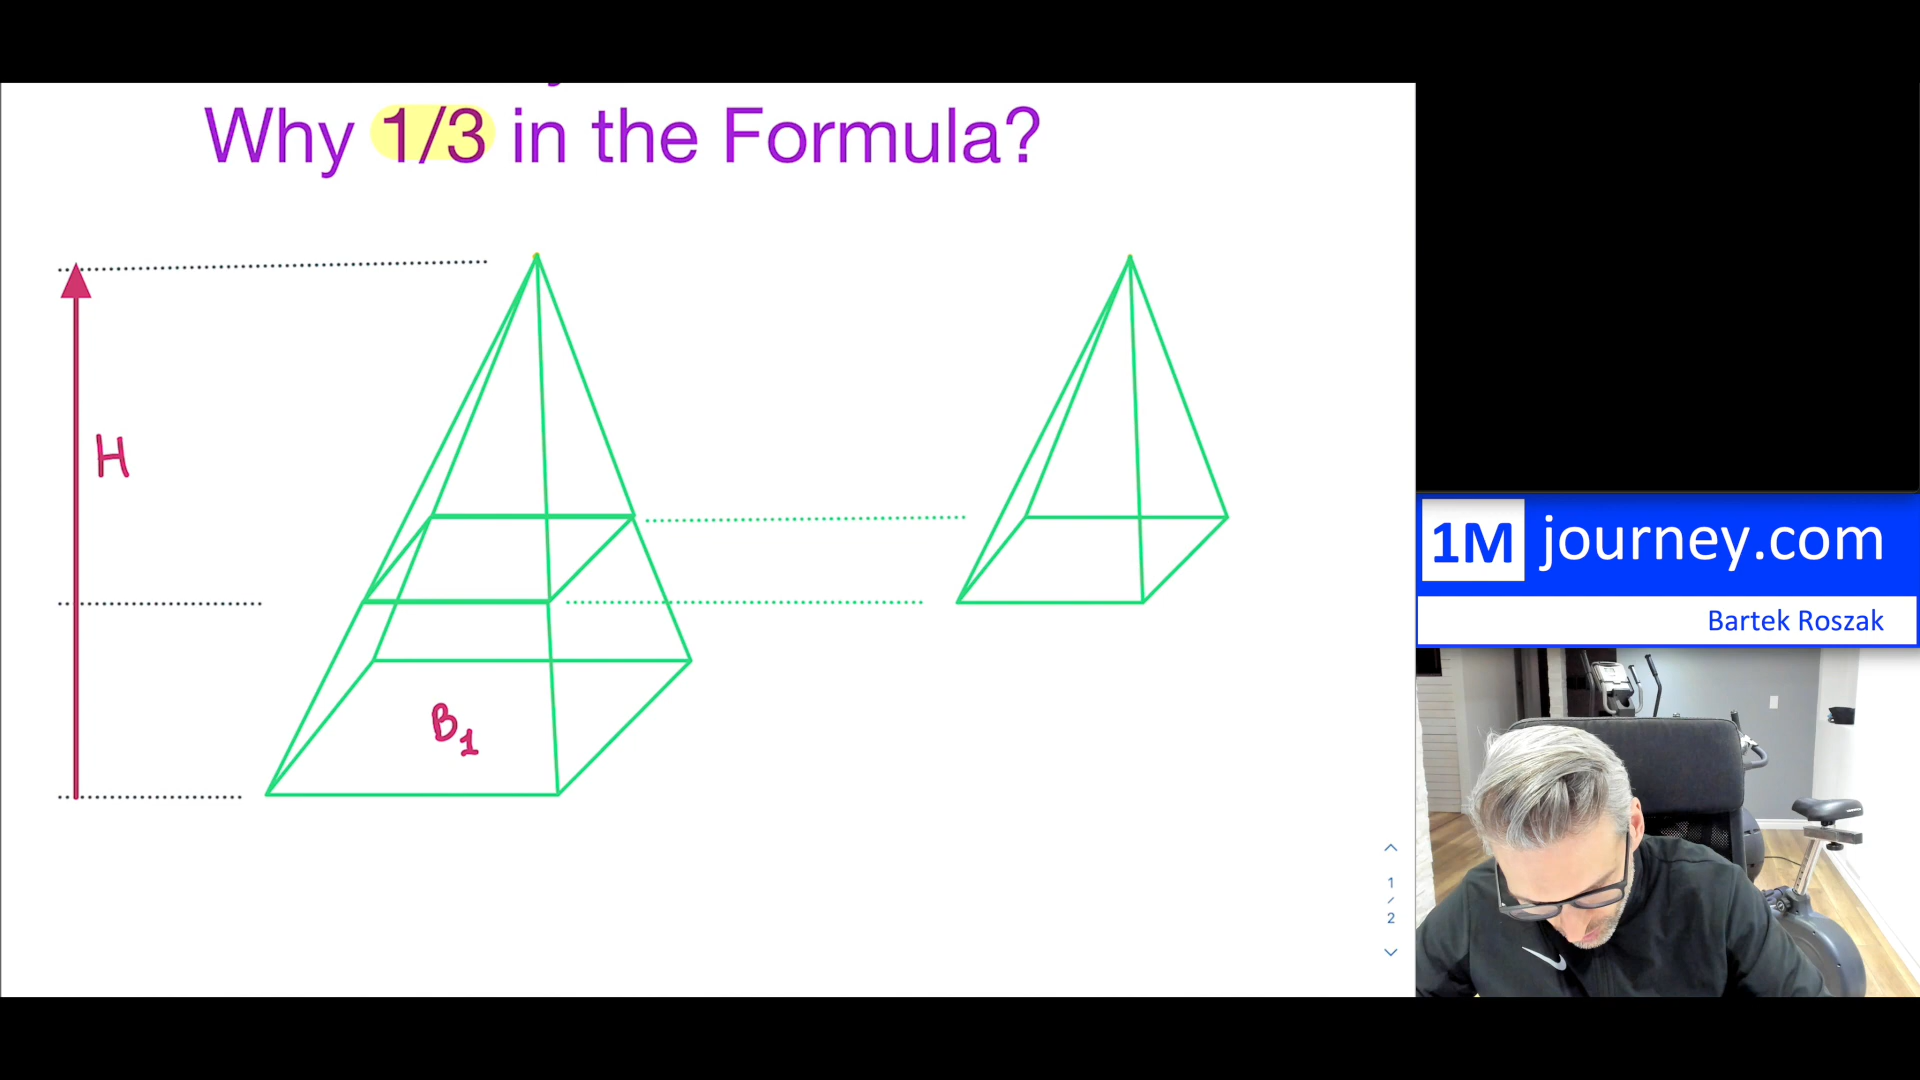 Why 1/3 in the Formula?
H
B1
1M journey.com
Bartek Roszak
1
/
2